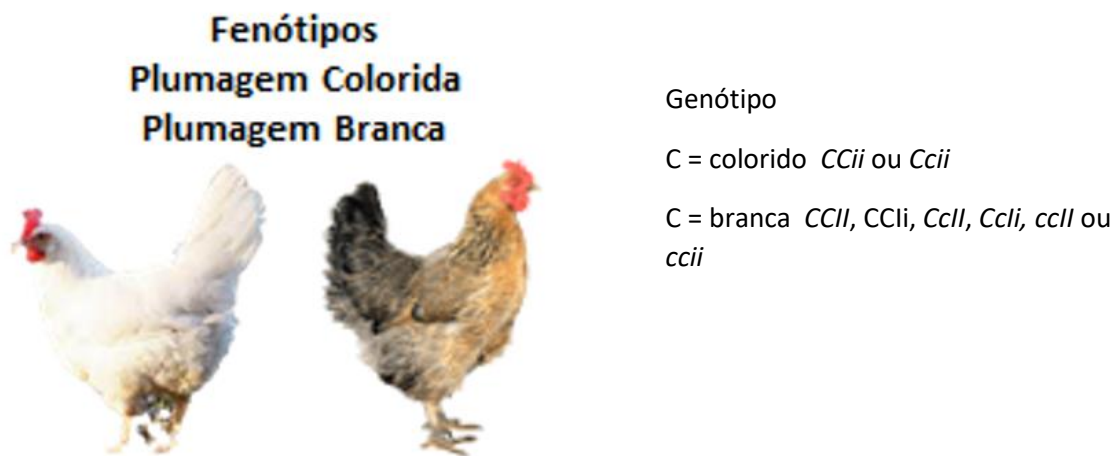 Fenótipos
Plumagem Colorida
Plumagem Branca
Genótipo
C = colorido CCii ou Ccii
C = branca CCII, CCIi, CcII, CcIi, ccII ou
ccii